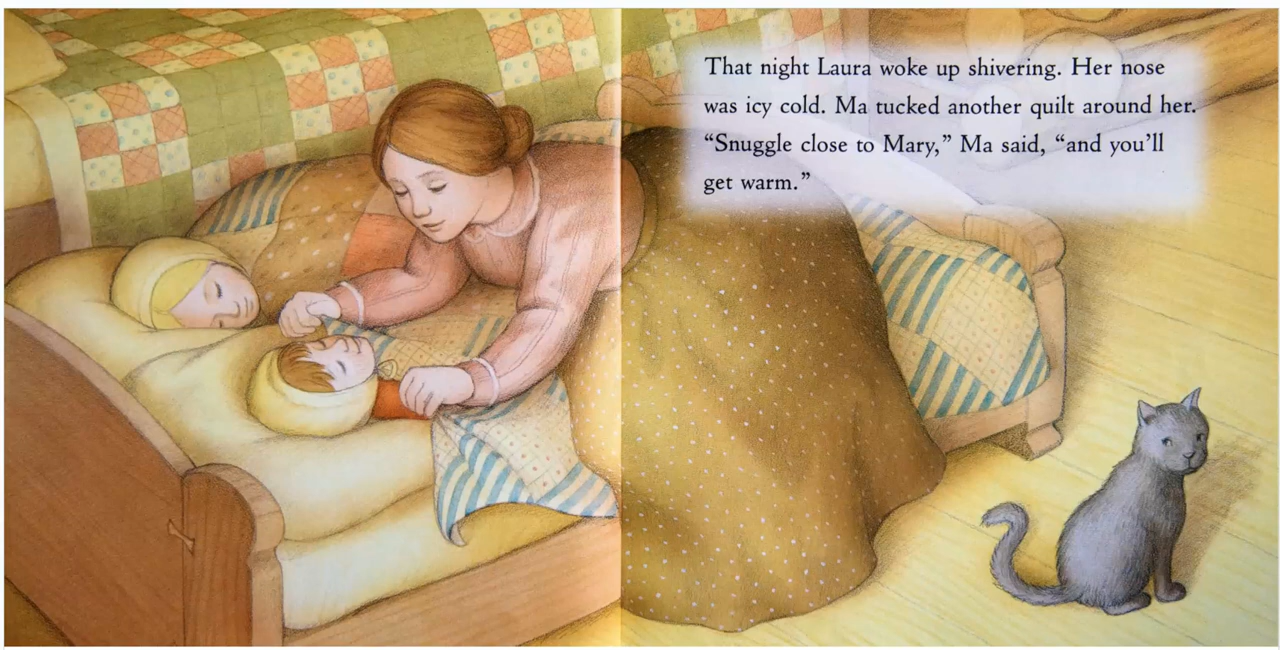 That night Laura woke up shivering. Her nose
was icy cold. Ma tucked another quilt around her.
“Snuggle close to Mary,” Ma said, “and you’ll
get warm.”